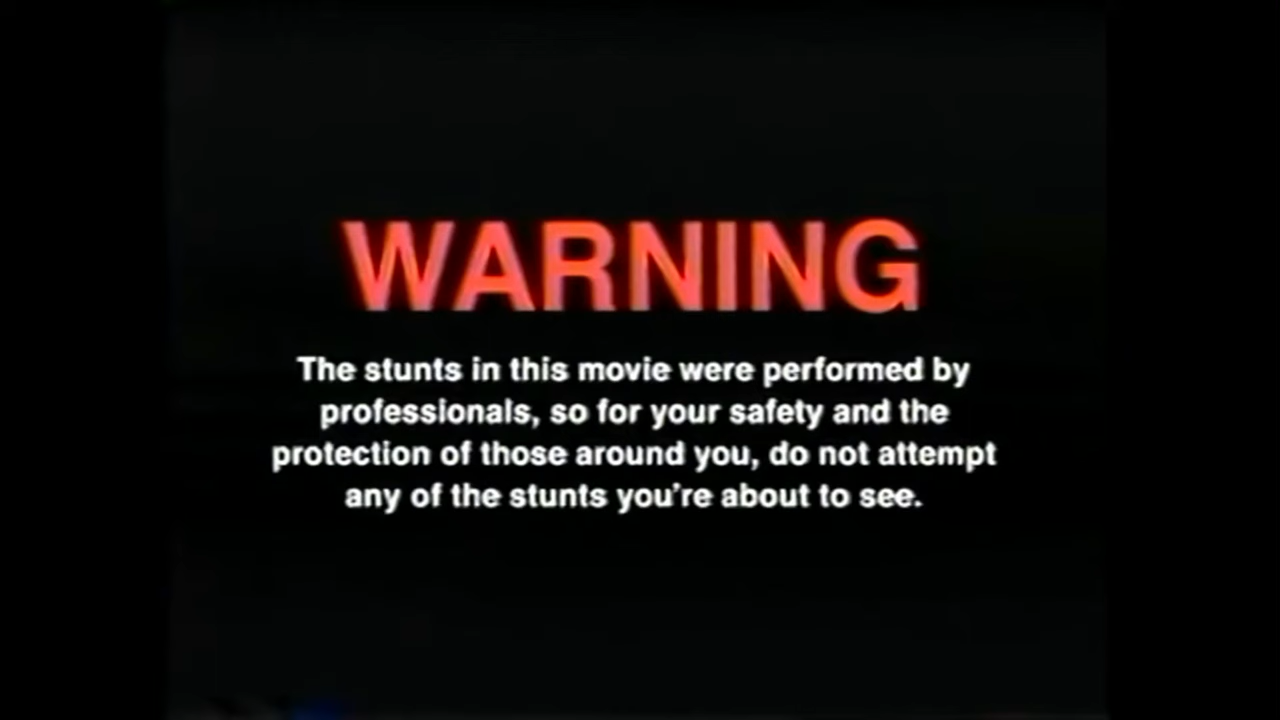 WARNING
The stunts in this movie were performed by
professionals, so for your safety and the
protection of those around you, do not attempt
any of the stunts you're about to see.